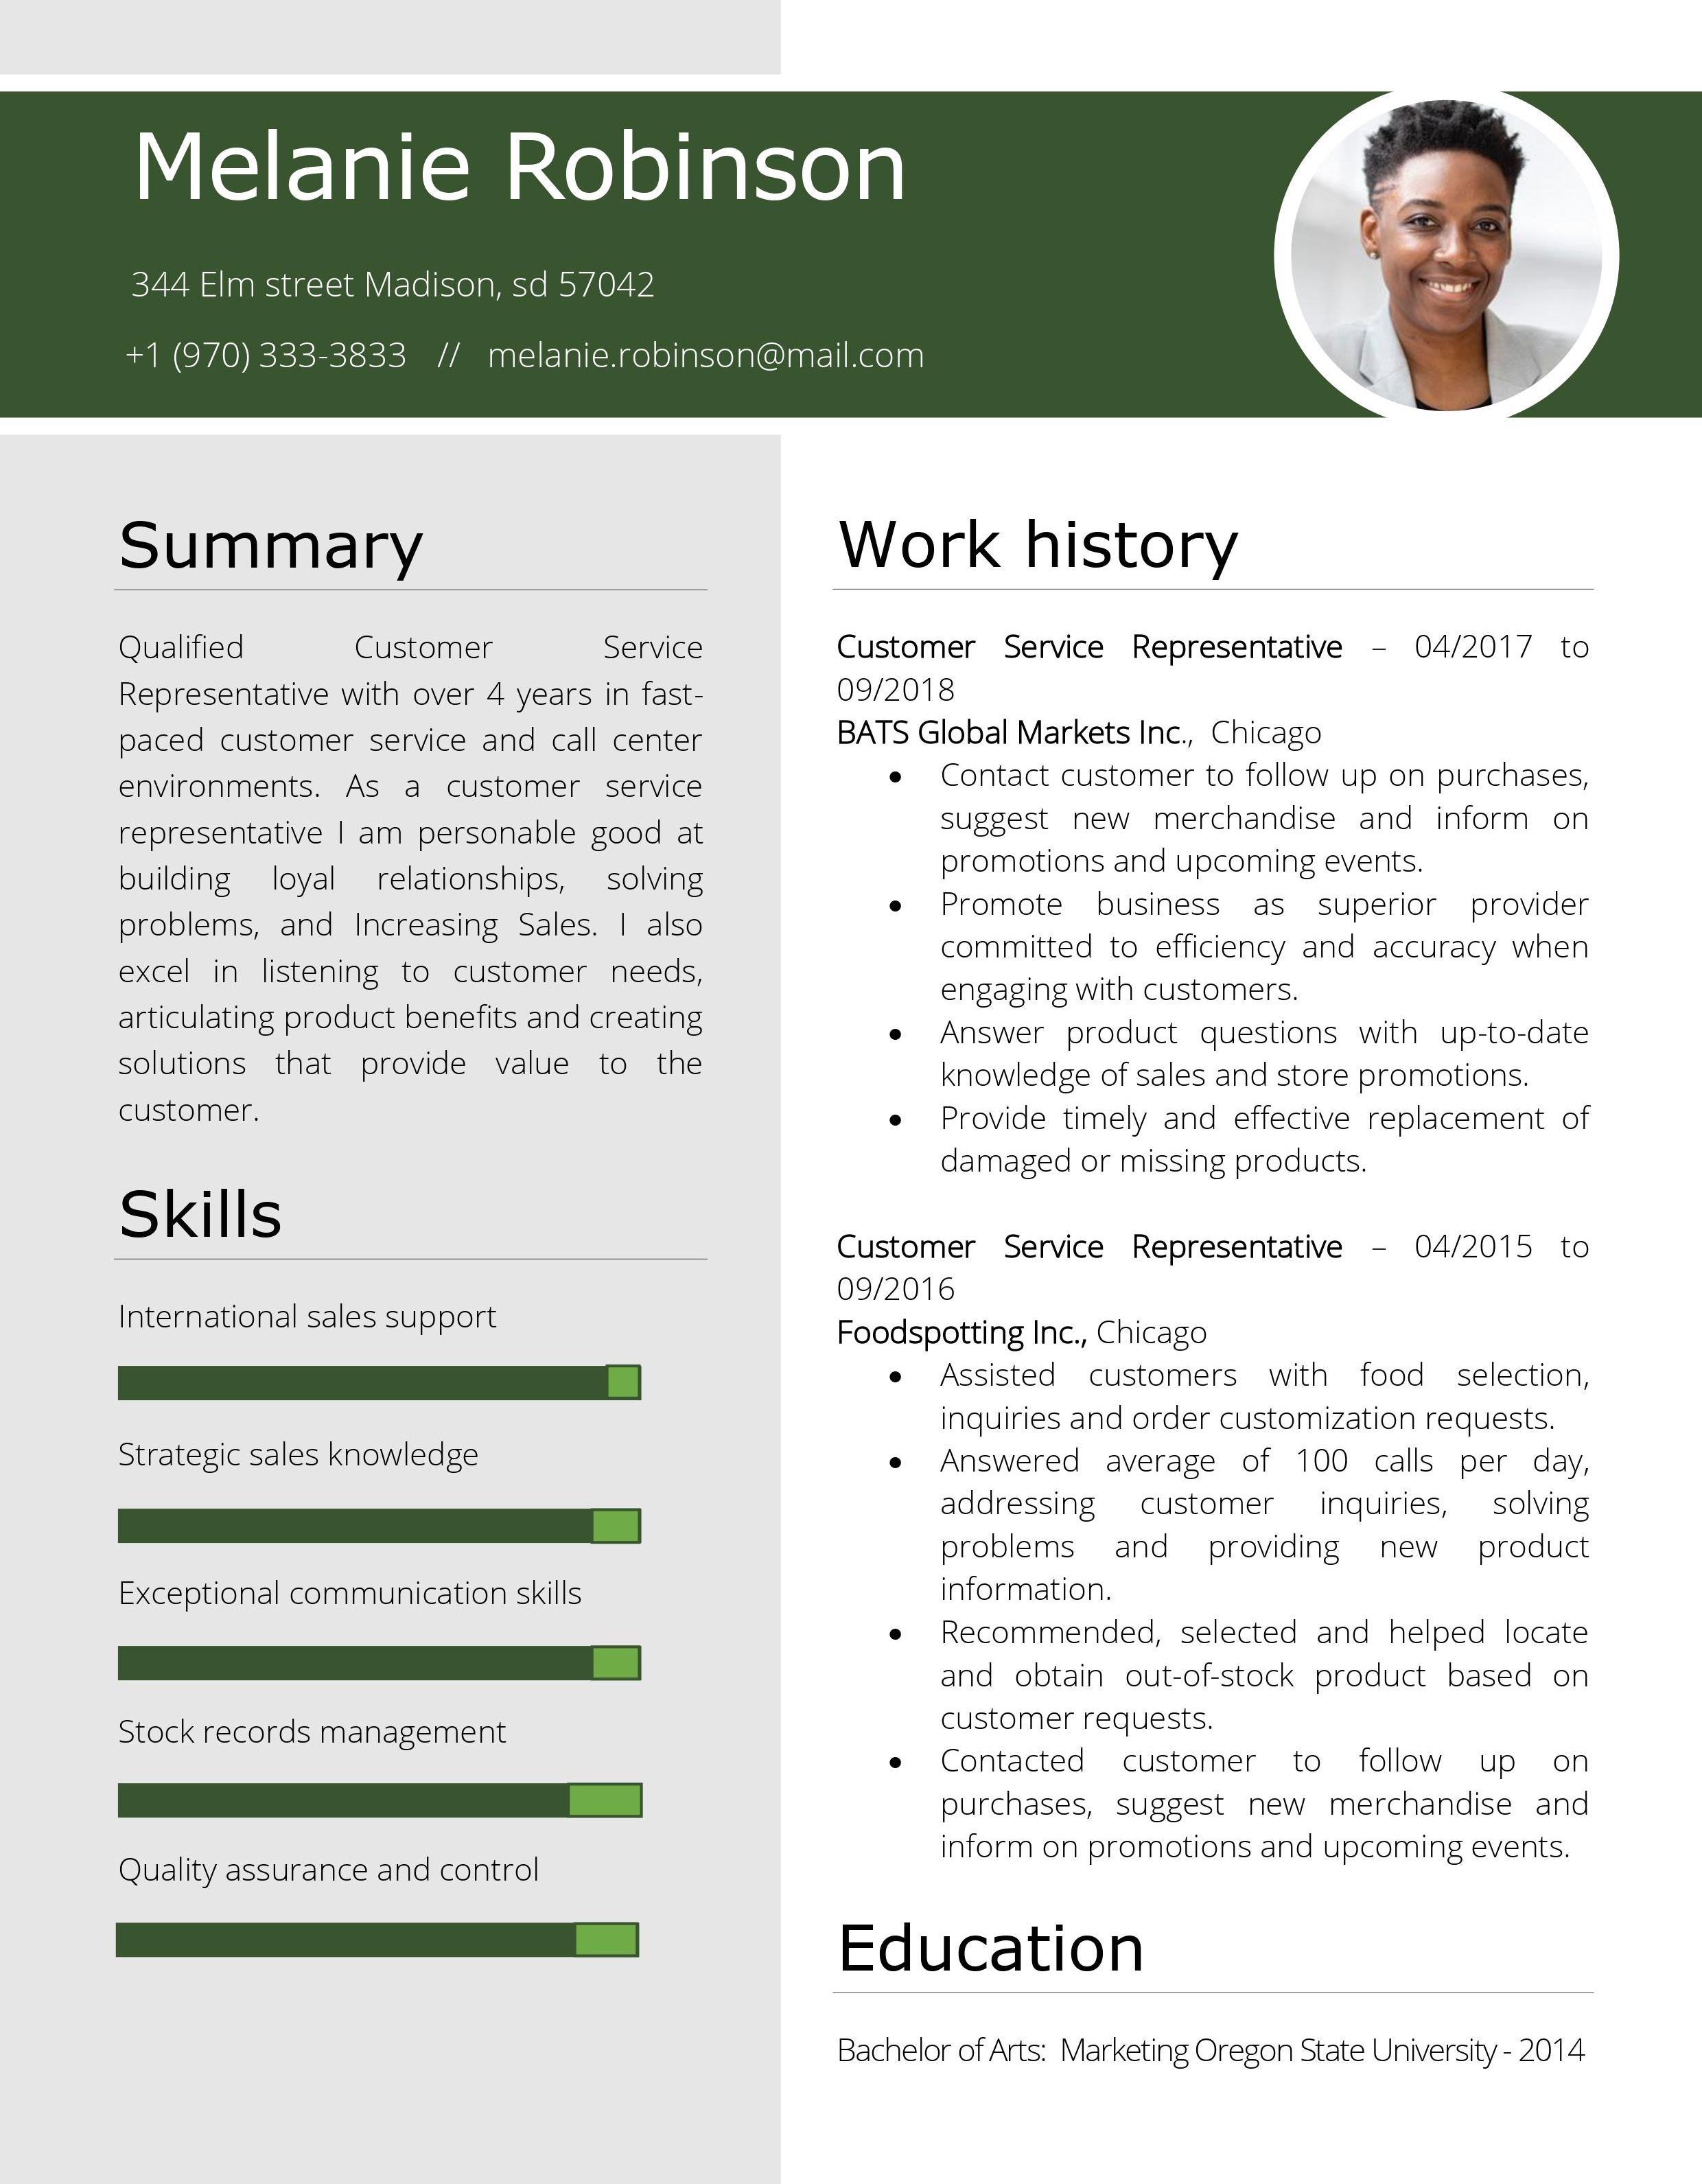 Melanie Robinson
344 Elm street Madison, sd 57042
+1 (970) 333-3833 // melanie.robinson@mail.com
Summary
Qualified Customer Service
Representative with over 4 years in fast-
paced customer service and call center
environments. As a customer service
representative I am personable good at
building loyal relationships, solving
problems, and Increasing Sales. I also
excel in listening to customer needs,
articulating product benefits and creating
solutions that provide value to the
customer.
Skills
International sales support
Strategic sales knowledge
Exceptional communication skills
Stock records management
Quality assurance and control
Work history
Customer Service Representative – 04/2017 to
09/2018
BATS Global Markets Inc., Chicago
• Contact customer to follow up on purchases,
suggest new merchandise and inform on
promotions and upcoming events.
• Promote business as superior provider
committed to efficiency and accuracy when
engaging with customers.
• Answer product questions with up-to-date
knowledge of sales and store promotions.
• Provide timely and effective replacement of
damaged or missing products.
Customer Service Representative – 04/2015 to
09/2016
Foodspotting Inc., Chicago
• Assisted customers with food selection,
inquiries and order customization requests.
• Answered average of 100 calls per day,
addressing customer inquiries, solving
problems and providing new product
information.
• Recommended, selected and helped locate
and obtain out-of-stock product based on
customer requests.
• Contacted customer to follow up on
purchases, suggest new merchandise and
inform on promotions and upcoming events.
Education
Bachelor of Arts: Marketing Oregon State University - 2014